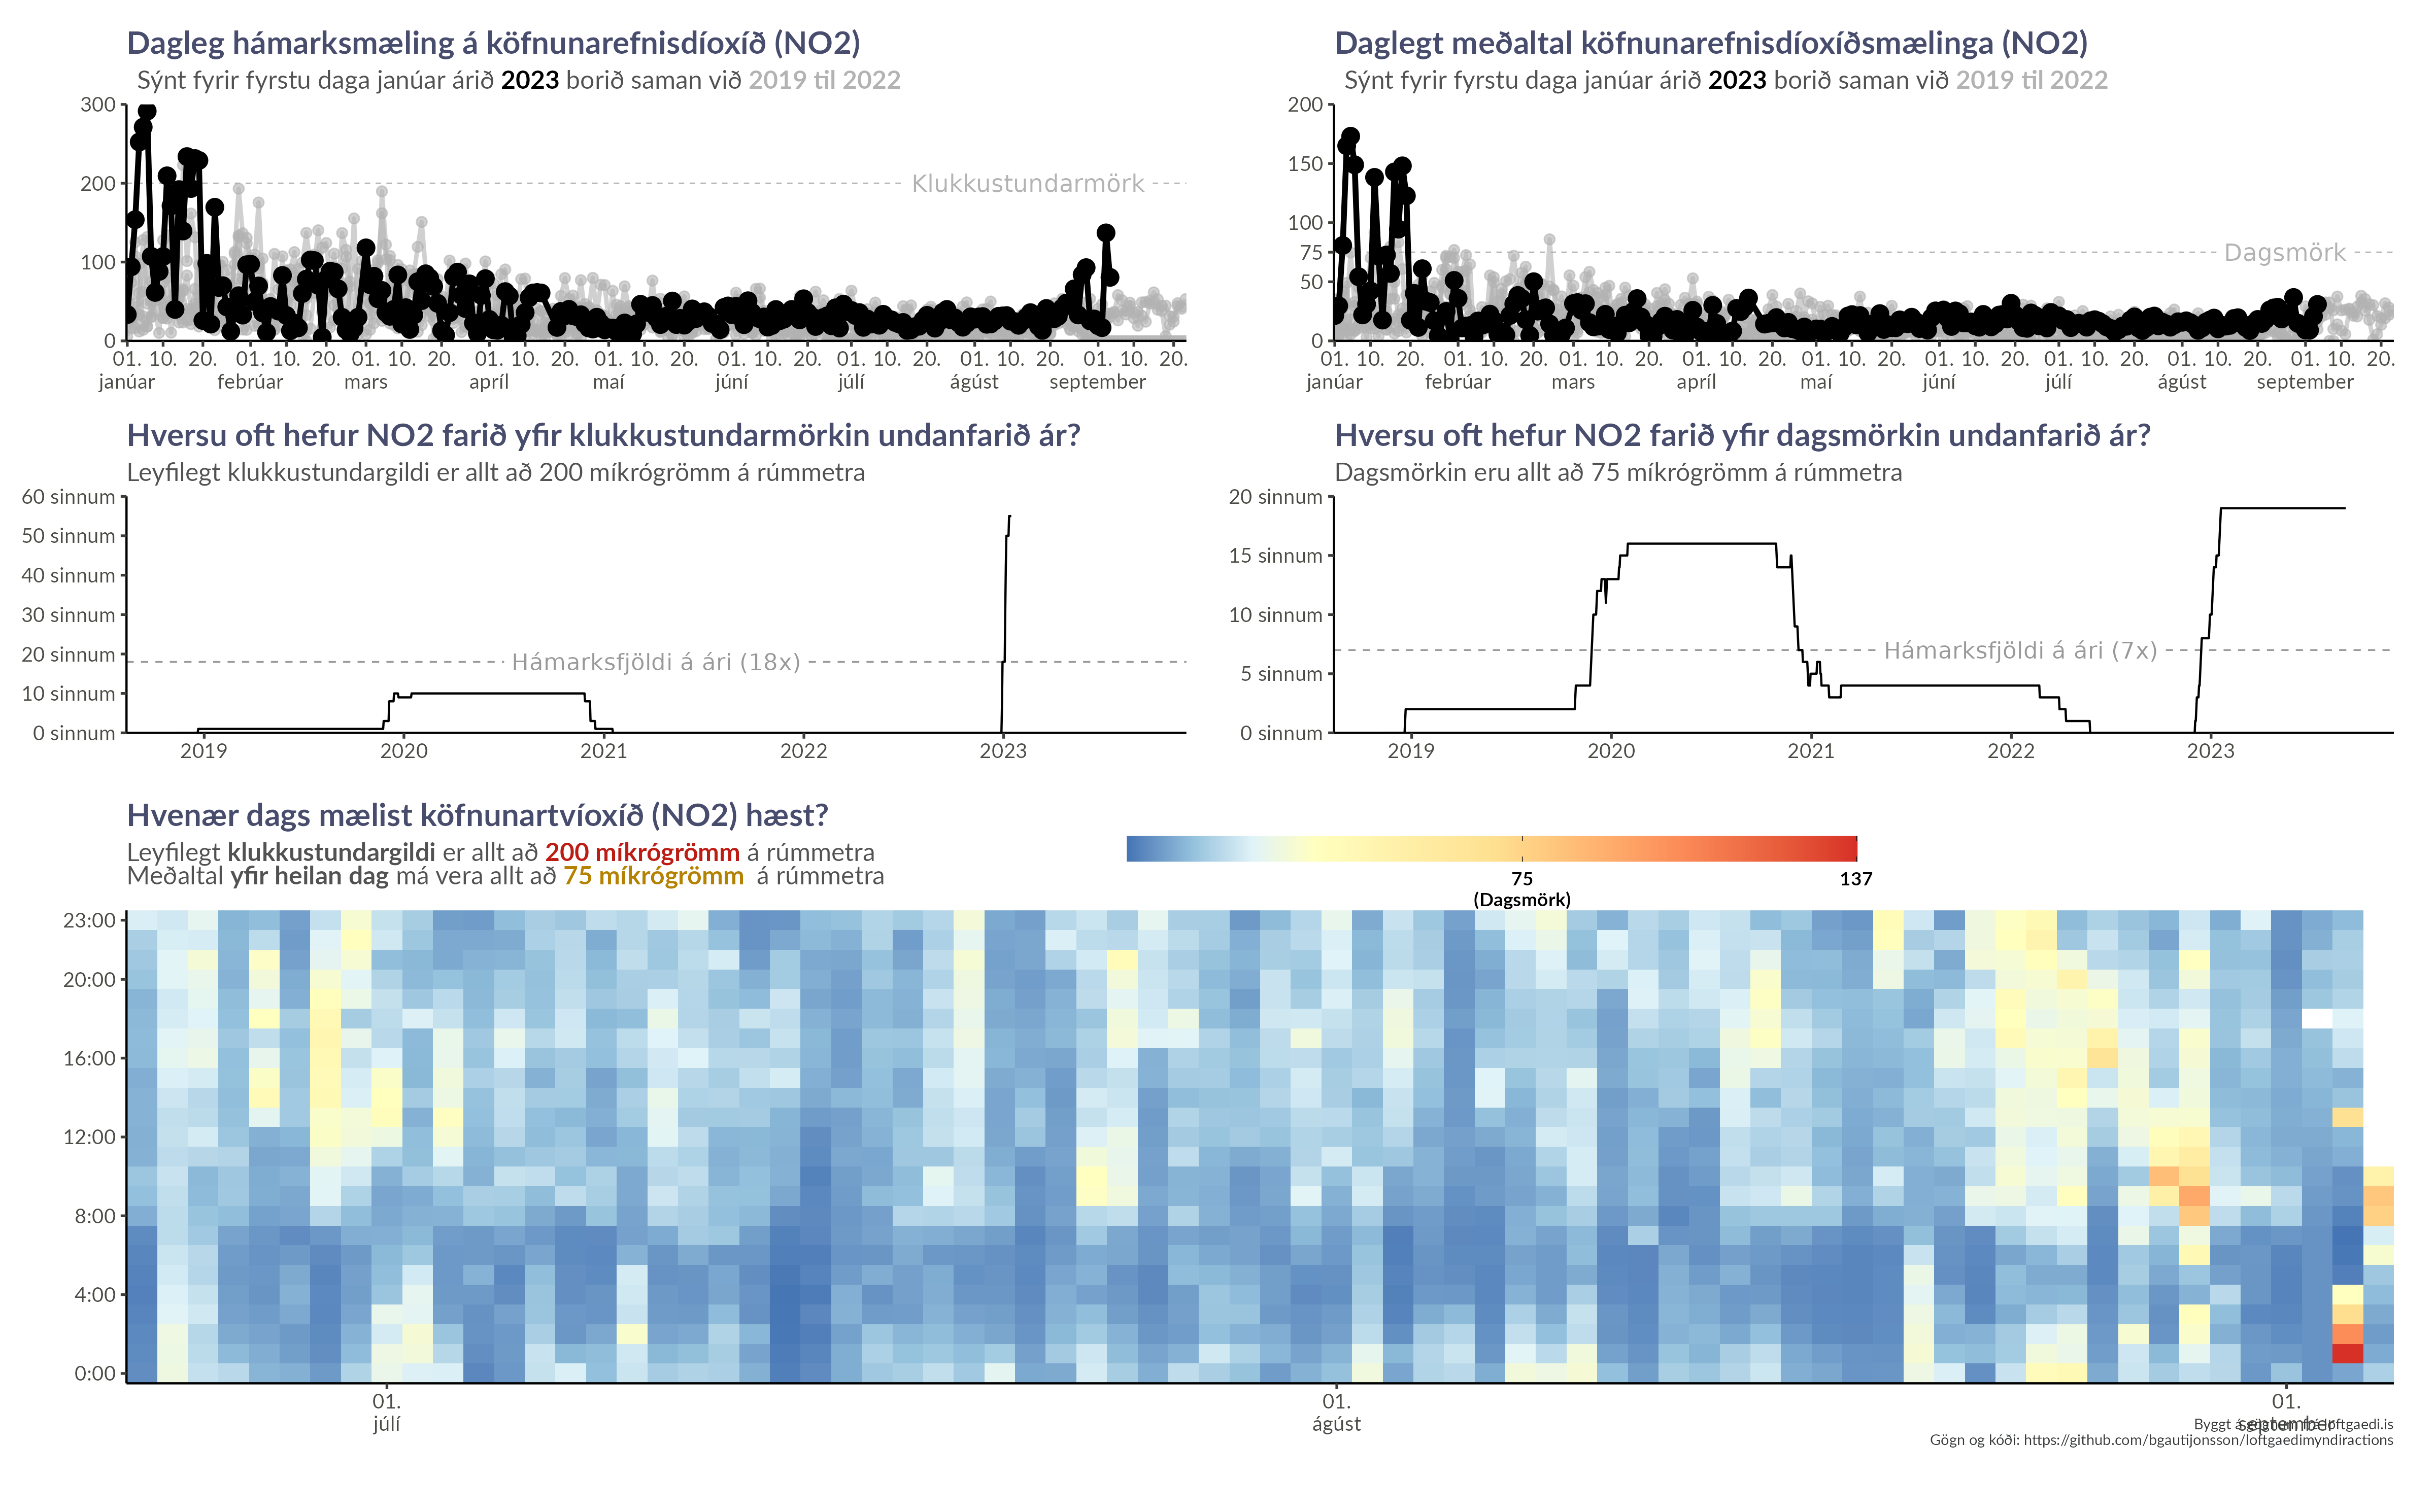 Dagleg hámarksmæling á köfnunarefnisdíoxíð (NO2)
Sýnt fyrir fyrstu daga janúar árið 2023 borið saman við 2019 til 2022
300
200
100
0
Klukkustundarmörk
01. 10. 20. 01. 10. 20. 01. 10. 20. 01. 10. 20. 01. 10. 20. 01. 10. 20. 01. 10. 20. 01. 10. 20. 01. 10. 20.
janúar febrúar mars apríl maí júní júlí ágúst september
Daglegt meðaltal köfnunarefnisdíoxíðsmælinga (NO2)
Sýnt fyrir fyrstu daga janúar árið 2023 borið saman við 2019 til 2022
200
150
100
75
50
0
Dagsmörk
01. 10. 20. 01. 10. 20. 01. 10. 20. 01. 10. 20. 01. 10. 20. 01. 10. 20. 01. 10. 20. 01. 10. 20. 01. 10. 20.
janúar febrúar mars apríl maí júní júlí ágúst september
Hversu oft hefur NO2 farið yfir klukkustundarmörkin undanfarið ár?
Leyfilegt klukkustundargildi er allt að 200 míkrógrömm á rúmmetra
60 sinnum
50 sinnum
40 sinnum
30 sinnum
20 sinnum
10 sinnum
0 sinnum
Hámarksfjöldi á ári (18x)
2019 2020 2021 2022 2023
Hversu oft hefur NO2 farið yfir dagsmörkin undanfarið ár?
Dagsmörkin eru allt að 75 míkrógrömm á rúmmetra
20 sinnum
15 sinnum
10 sinnum
5 sinnum
0 sinnum
Hámarksfjöldi á ári (7x)
2019 2020 2021 2022 2023
Hvenær dags mælist köfnunartvíoxíð (NO2) hæst?
Leyfilegt klukkustundargildi er allt að 200 míkrógrömm á rúmmetra
Meðaltal yfir heilan dag má vera allt að 75 míkrógrömm á rúmmetra
75 137
(Dagsmörk)
23:00
20:00
16:00
12:00
8:00
4:00
0:00
01. 01. 01.
júlí ágúst september
Byggt á gögnum frá loftgaedi.is
Gögn og kóði: https://github.com/bgautijonsson/loftgaedimyndiractions